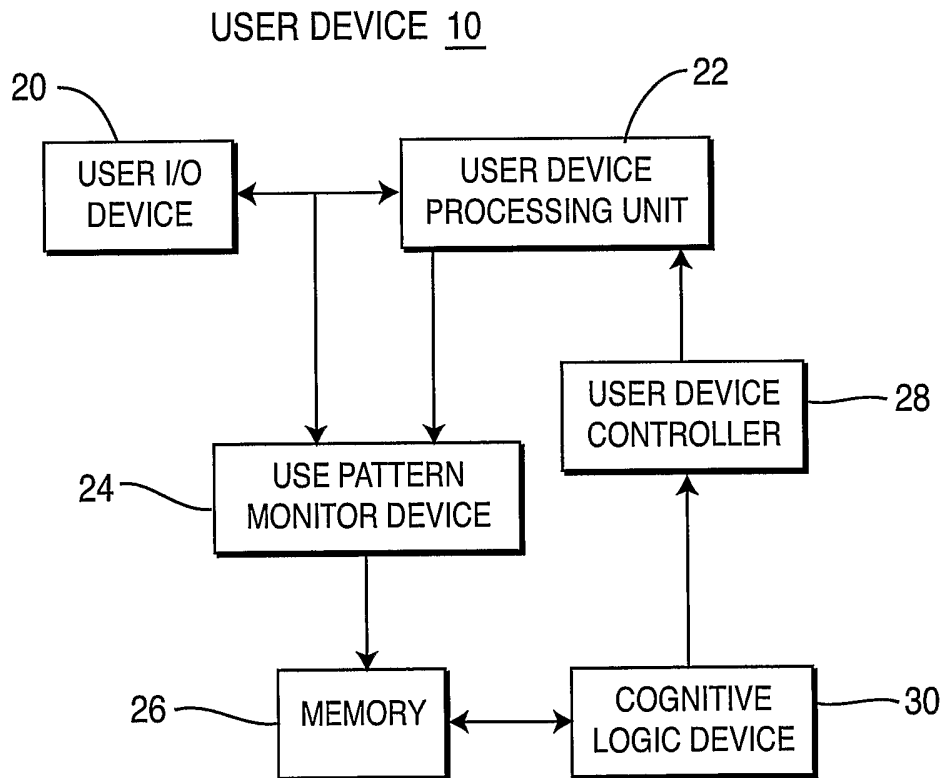 USER DEVICE 10
20
22
USER I/O
DEVICE
USER DEVICE
PROCESSING UNIT
USER DEVICE
CONTROLLER
28
24
USE PATTERN
MONITOR DEVICE
26
MEMORY
COGNITIVE
LOGIC DEVICE
30